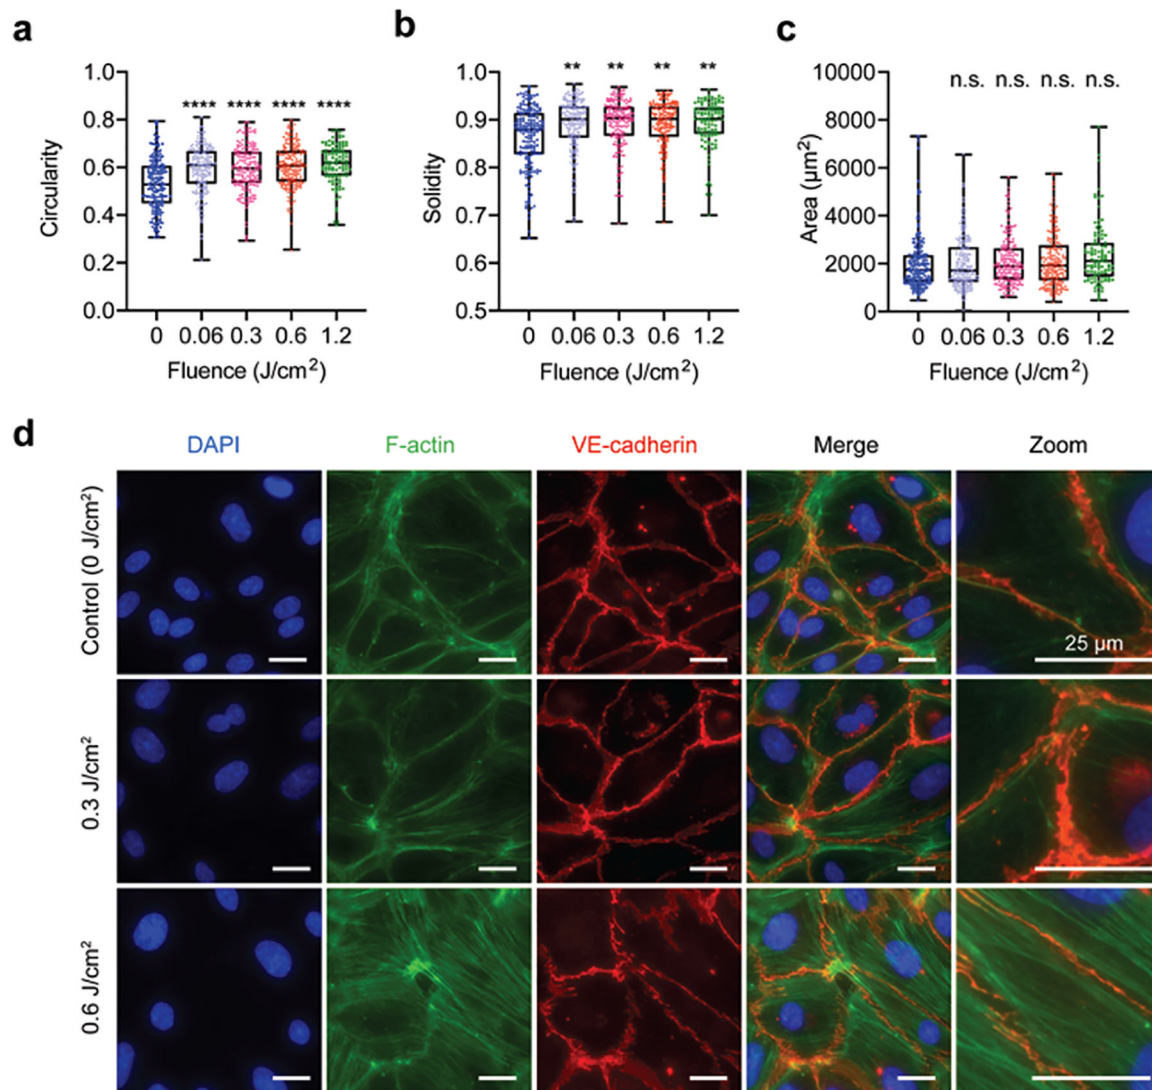 a
1.0
0.8
0.6
0.4
0.2
0.0
Circularity
**** **** **** ****
0 0.06 0.3 0.6 1.2
Fluence (J/cm²)
b
1.0
0.9
0.8
0.7
0.6
0.5
Solidity
** ** ** **
0 0.06 0.3 0.6 1.2
Fluence (J/cm²)
c
10000
8000
6000
4000
2000
0
Area (µm²)
n.s. n.s. n.s. n.s.
0 0.06 0.3 0.6 1.2
Fluence (J/cm²)
d
DAPI F-actin VE-cadherin Merge Zoom
Control (0 J/cm²)
25 µm
0.3 J/cm²
0.6 J/cm²